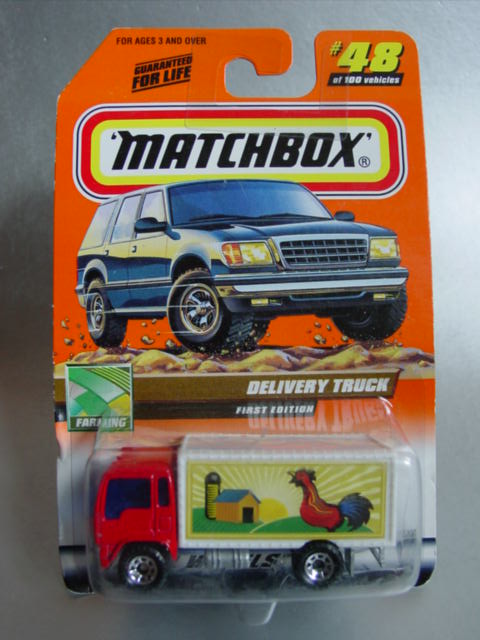 FOR AGES 3 AND OVER
GUARANTEED
FOR LIFE
#48
of 100 vehicles
'MATCHBOX'®
DELIVERY TRUCK
FIRST EDITION
FARMING